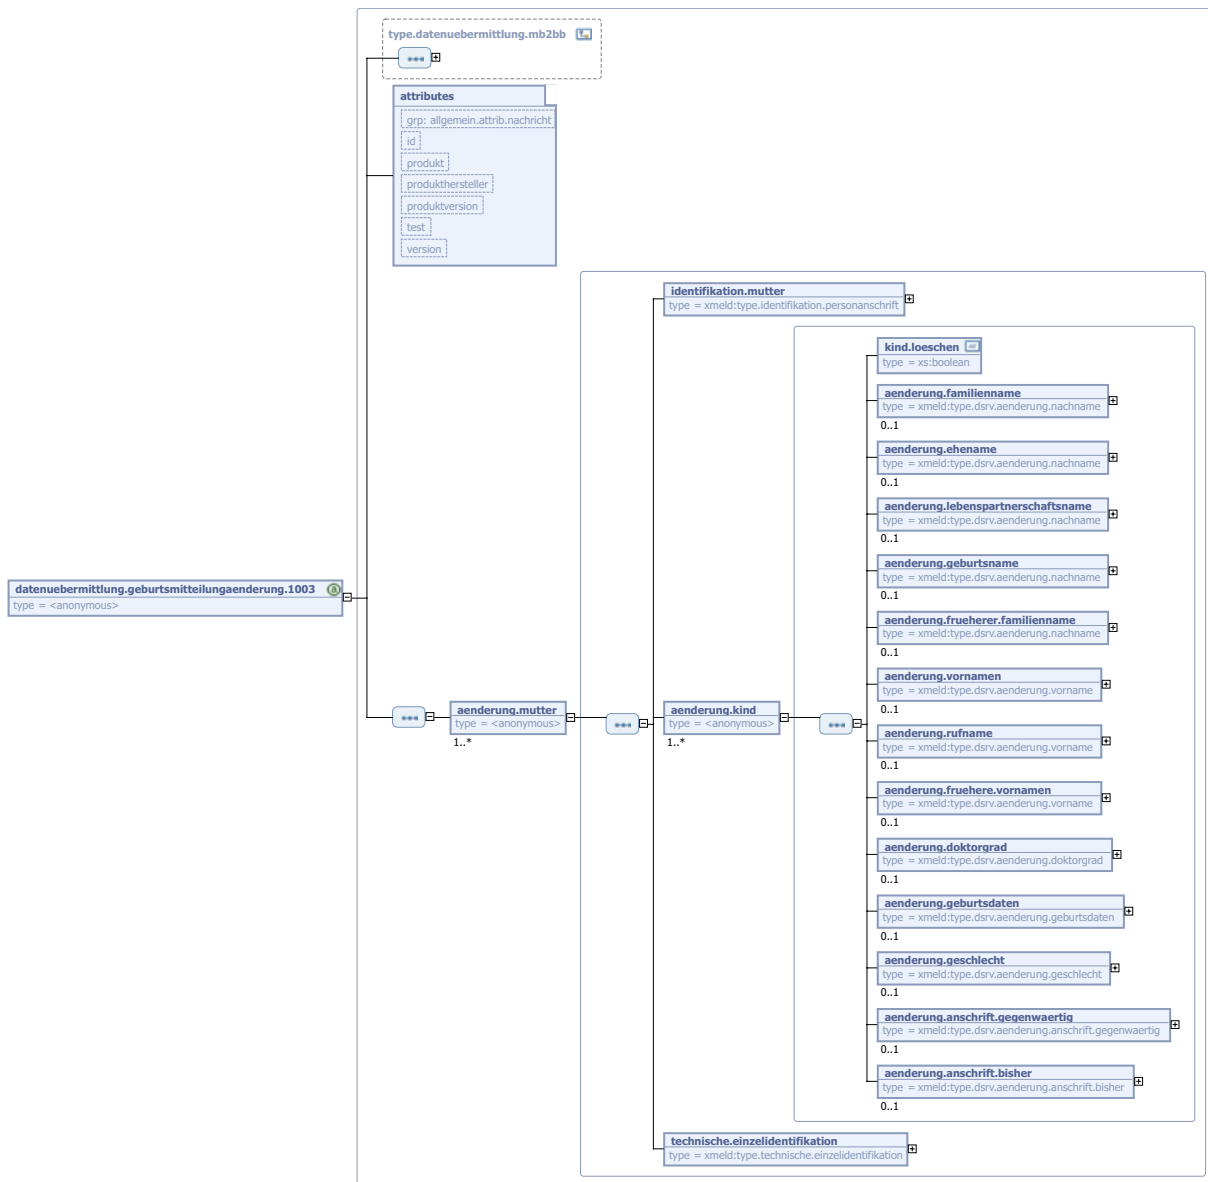 type.datenuebermittlung.mb2bb
attributes
grp: allgemein.attrib.nachricht
id
produkt
produkthersteller
produktversion
test
version
identifikation.mutter
type = xmeld:type.identifikation.personanschrift
kind.loeschen
type = xs:boolean
aenderung.familienname
type = xmeld:type.dsrv.aenderung.nachname
0..1
aenderung.ehename
type = xmeld:type.dsrv.aenderung.nachname
0..1
aenderung.lebenspartnerschaftsname
type = xmeld:type.dsrv.aenderung.nachname
0..1
aenderung.geburtsname
type = xmeld:type.dsrv.aenderung.nachname
0..1
datenuebermittlung.geburtsmitteilungaenderung.1003 a
type = <anonymous>
aenderung.frueherer.familienname
type = xmeld:type.dsrv.aenderung.nachname
0..1
aenderung.vornamen
type = xmeld:type.dsrv.aenderung.vorname
0..1
aenderung.mutter
type = <anonymous>
1..*
aenderung.kind
type = <anonymous>
1..*
aenderung.rufname
type = xmeld:type.dsrv.aenderung.vorname
0..1
aenderung.fruehere.vornamen
type = xmeld:type.dsrv.aenderung.vorname
0..1
aenderung.doktorgrad
type = xmeld:type.dsrv.aenderung.doktorgrad
0..1
aenderung.geburtsdaten
type = xmeld:type.dsrv.aenderung.geburtsdaten
0..1
aenderung.geschlecht
type = xmeld:type.dsrv.aenderung.geschlecht
0..1
aenderung.anschrift.gegenwaertig
type = xmeld:type.dsrv.aenderung.anschrift.gegenwaertig
0..1
aenderung.anschrift.bisher
type = xmeld:type.dsrv.aenderung.anschrift.bisher
0..1
technische.einzelidentifikation
type = xmeld:type.technische.einzelidentifikation